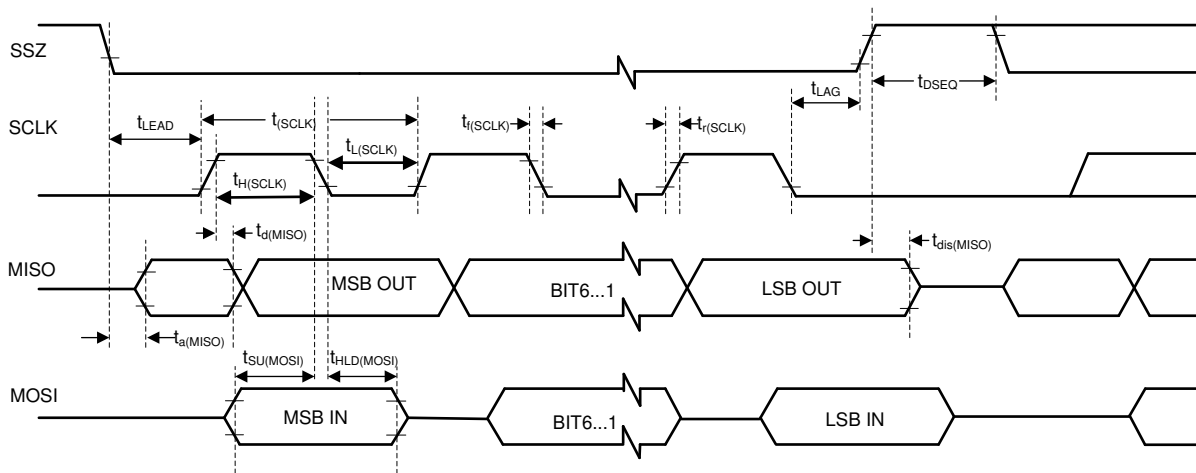 SSZ
tLAG
tDSEQ
SCLK
tLEAD
t(SCLK)
tf(SCLK)
tr(SCLK)
tL(SCLK)
tH(SCLK)
td(MISO)
tdis(MISO)
MISO
MSB OUT
BIT6...1
LSB OUT
ta(MISO)
tSU(MOSI)
tHLD(MOSI)
MOSI
MSB IN
BIT6...1
LSB IN